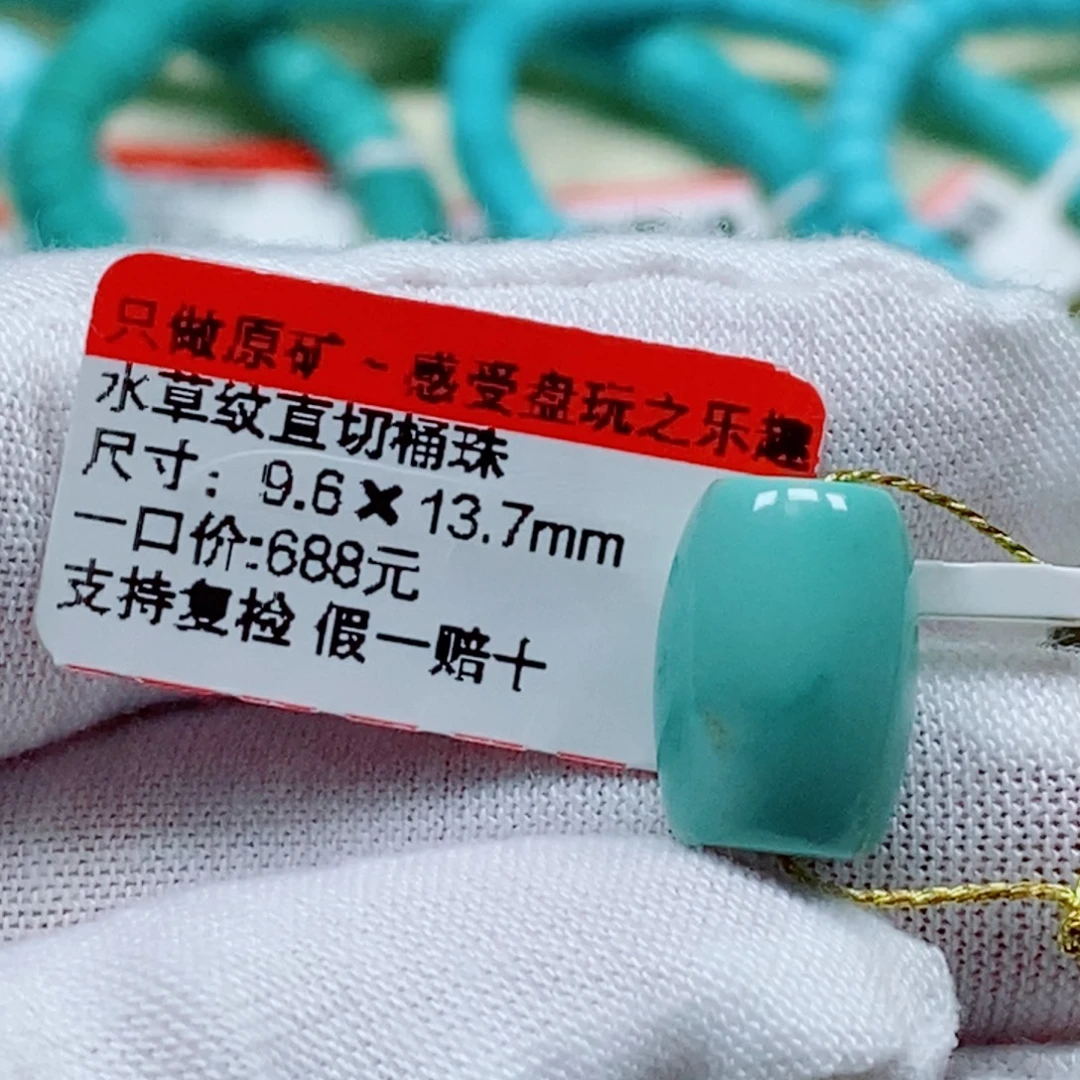 只做原矿 ~ 感受盘玩之乐趣
水草纹直切桶珠
尺寸：9.6×13.7mm
一口价:688元
支持复检 假一赔十